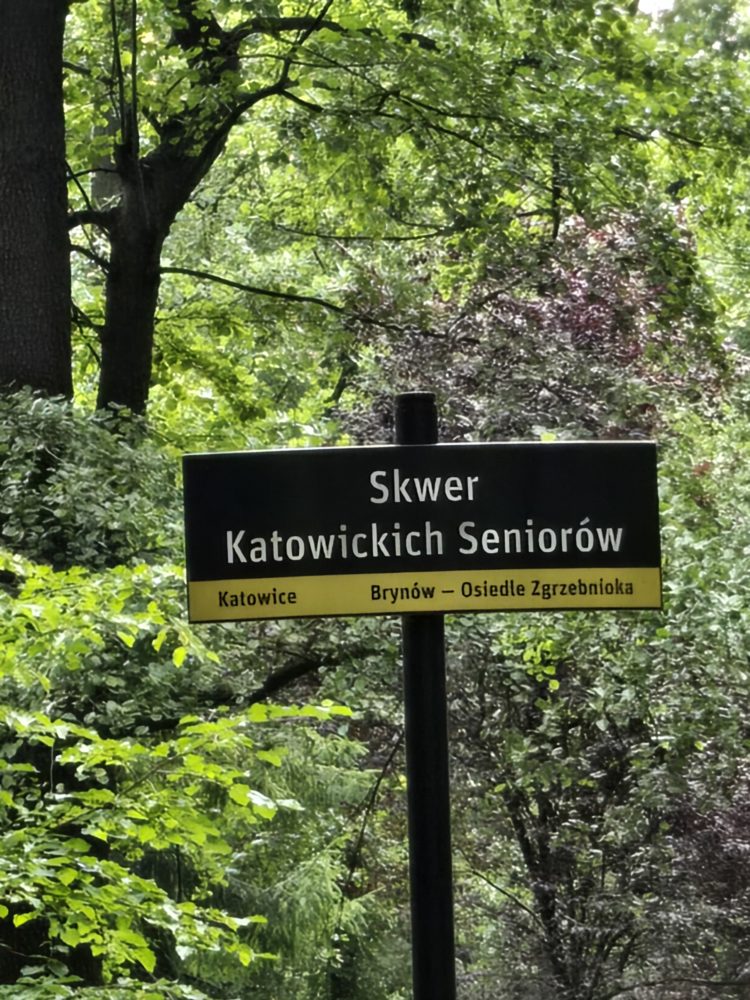 Skwer
Katowickich Seniorów
Katowice Brynów – Osiedle Zgrzebnioka